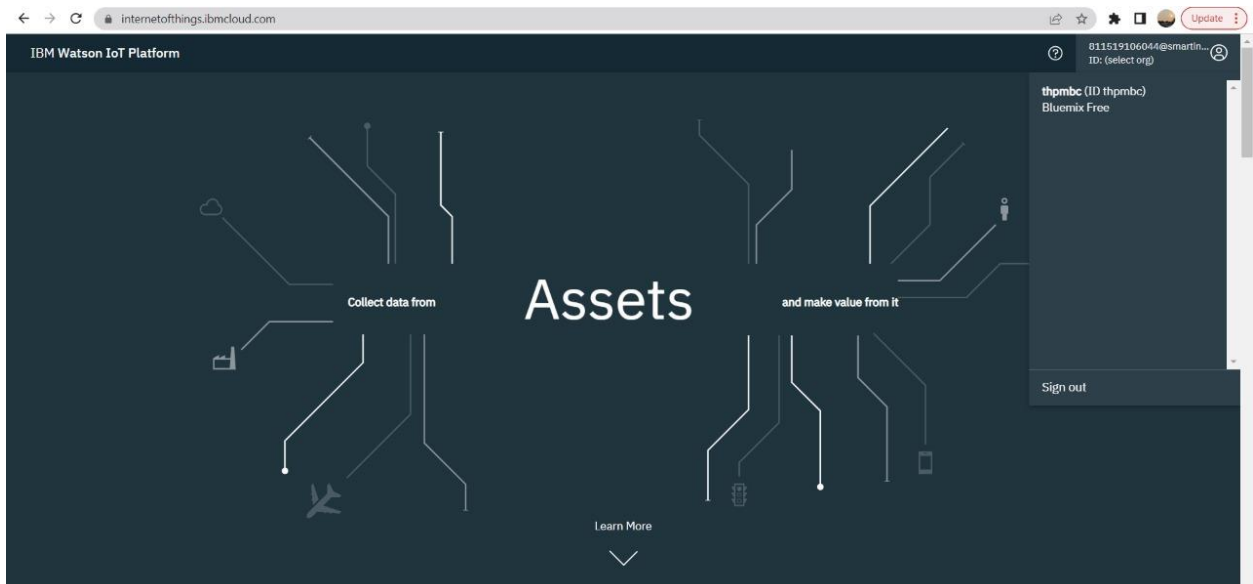 internetofthings.ibmcloud.com
Update
IBM Watson IoT Platform
811519106044@smartin...
ID: (select org)
thpmbc (ID thpmbc)
Bluemix Free
Collect data from
Assets
and make value from it
Sign out
Learn More